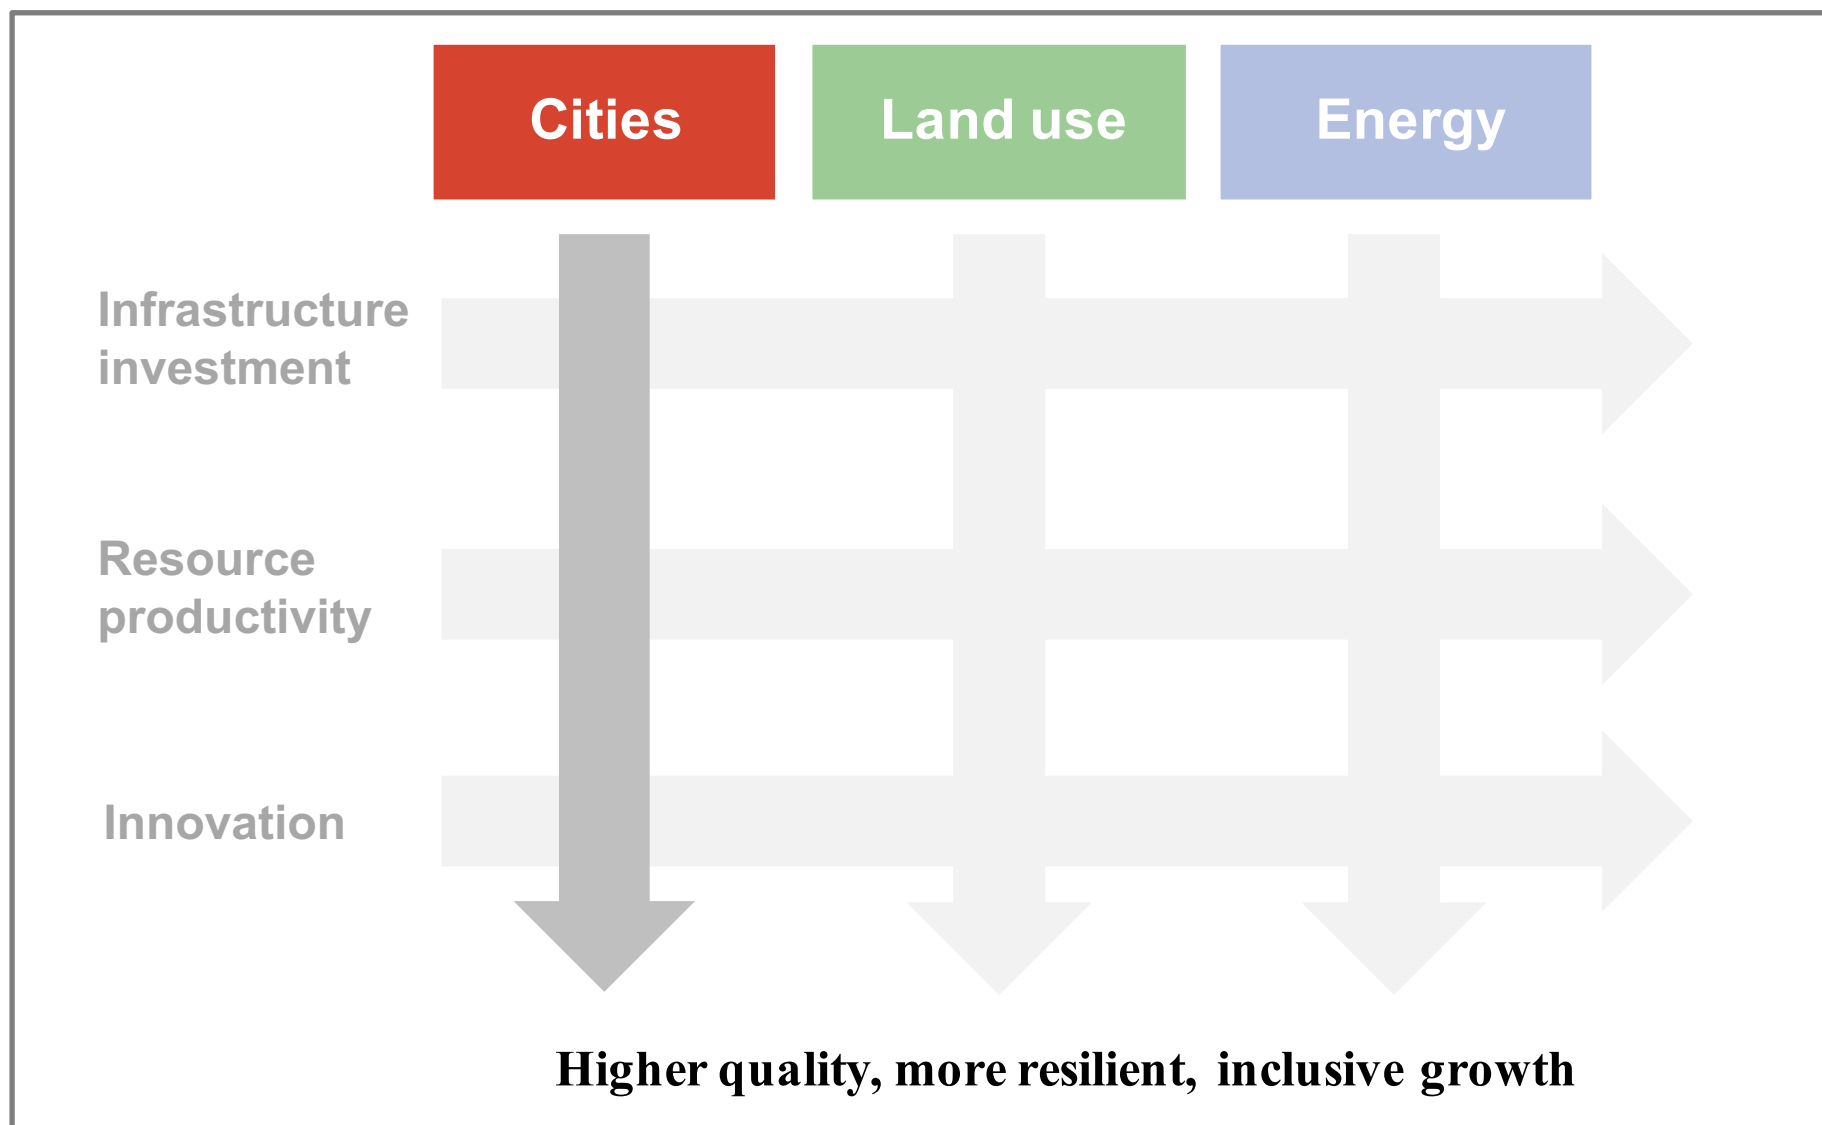 Cities
Land use
Energy
Infrastructure
investment
Resource
productivity
Innovation
Higher quality, more resilient, inclusive growth